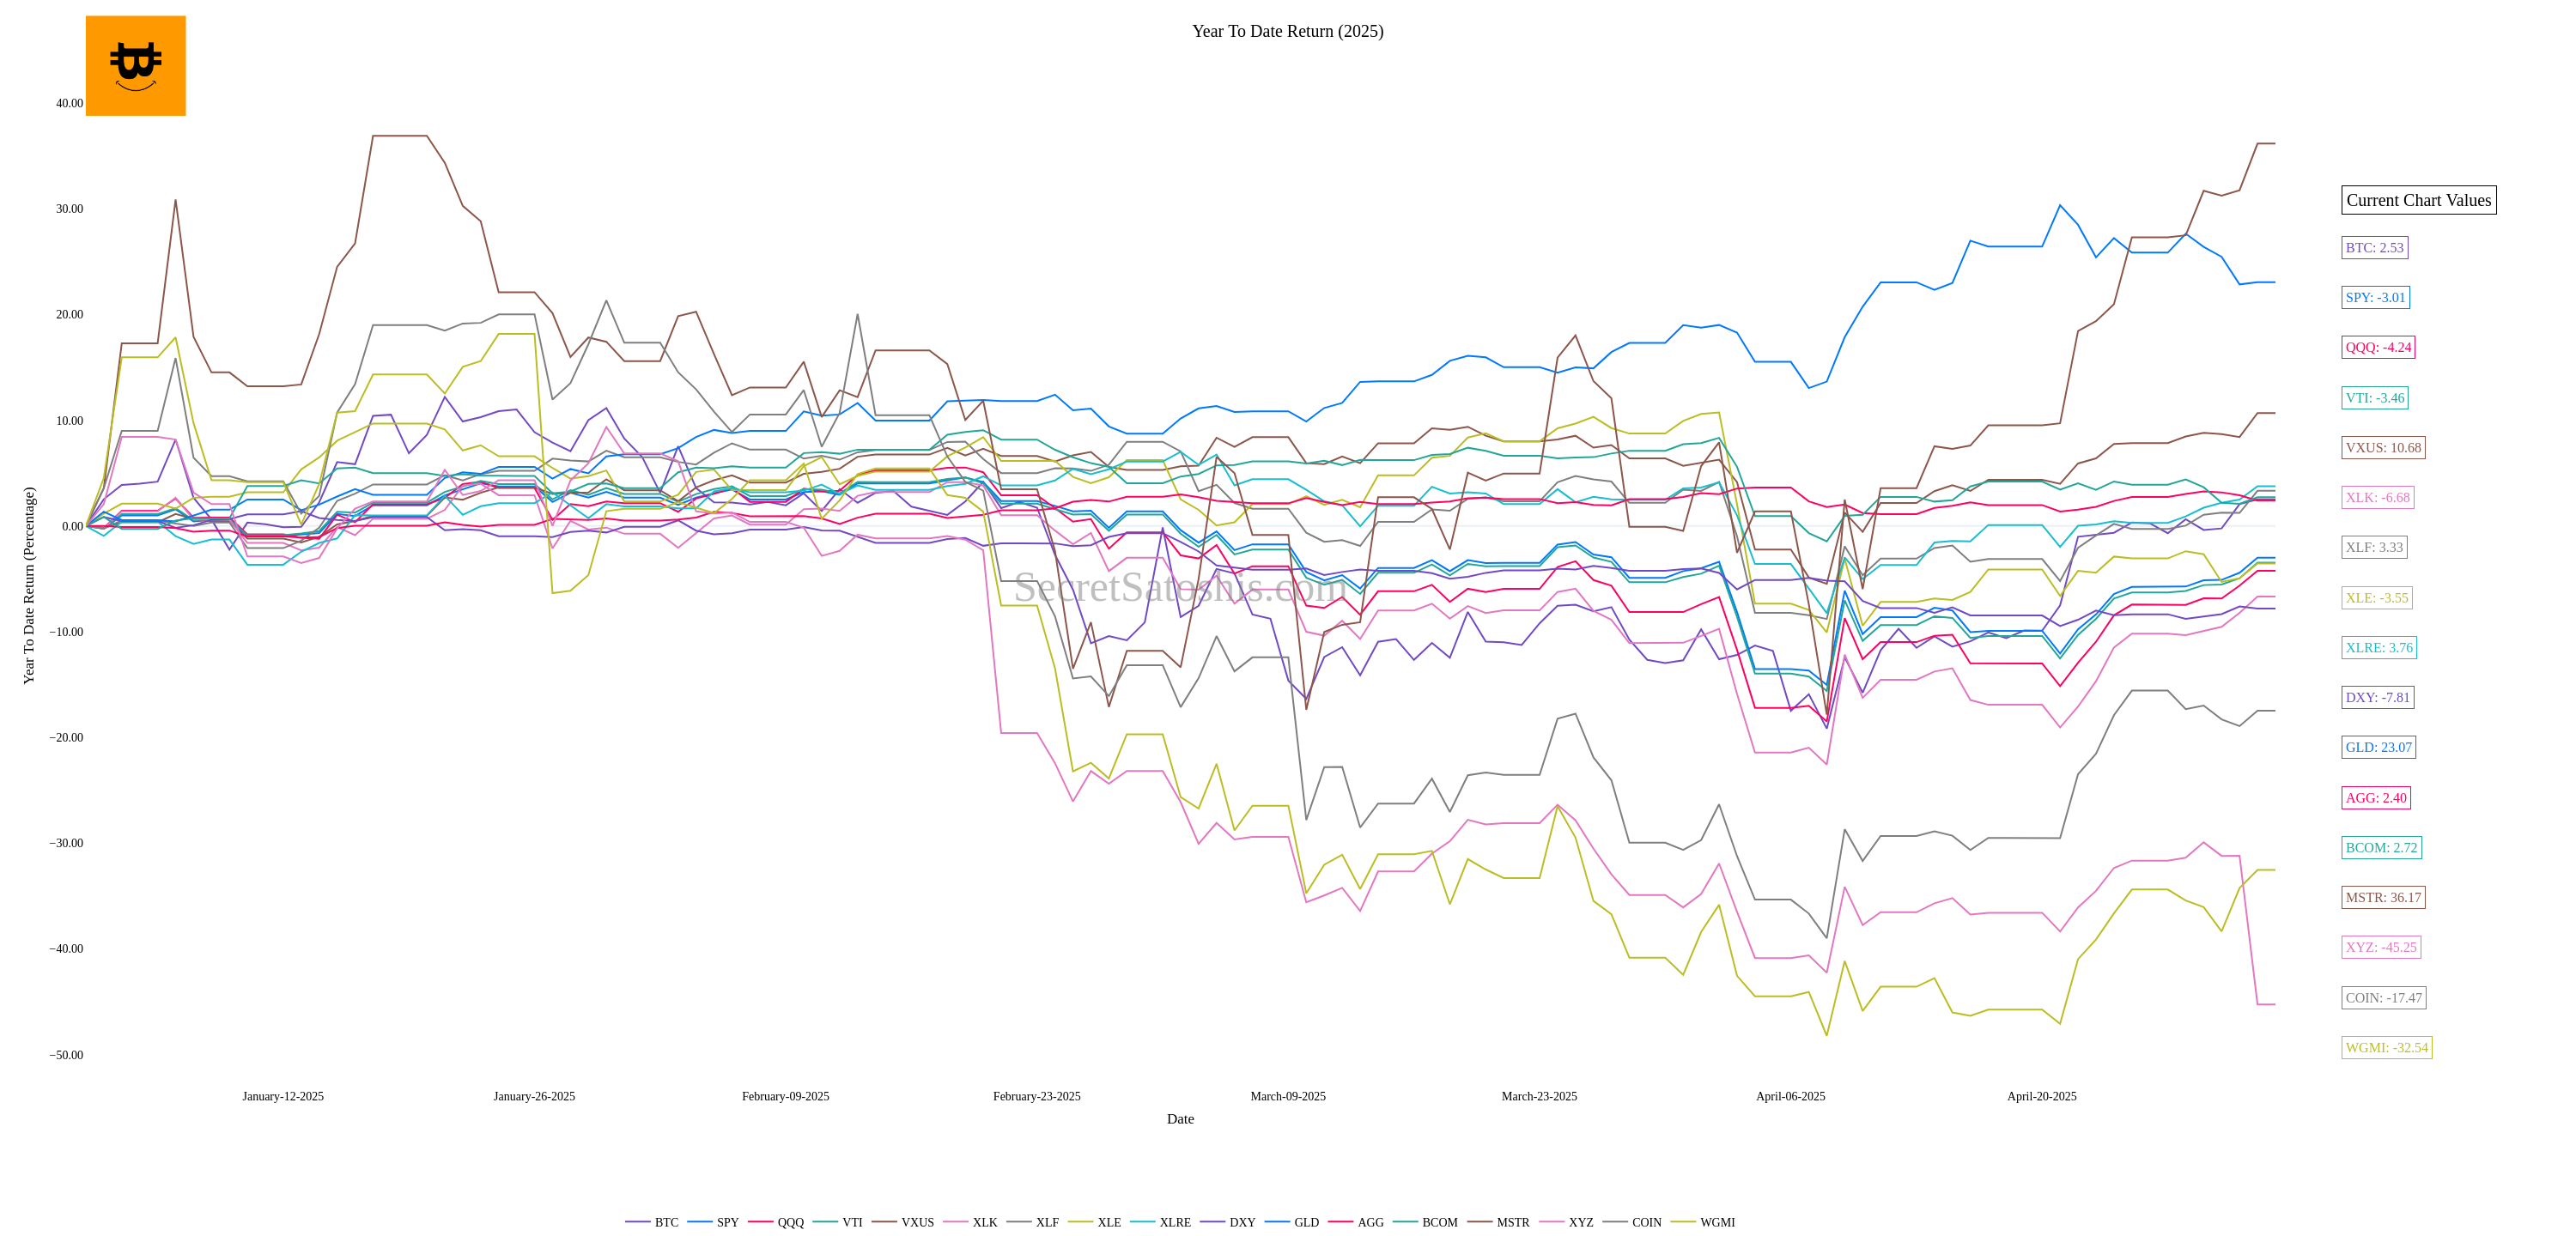 Year To Date Return (2025)
40.00
30.00
20.00
10.00
0.00
−10.00
−20.00
−30.00
−40.00
−50.00
Year To Date Return (Percentage)
SecretSatoshis.com
January-12-2025
January-26-2025
February-09-2025
February-23-2025
March-09-2025
March-23-2025
April-06-2025
April-20-2025
Date
Current Chart Values
BTC: 2.53
SPY: -3.01
QQQ: -4.24
VTI: -3.46
VXUS: 10.68
XLK: -6.68
XLF: 3.33
XLE: -3.55
XLRE: 3.76
DXY: -7.81
GLD: 23.07
AGG: 2.40
BCOM: 2.72
MSTR: 36.17
XYZ: -45.25
COIN: -17.47
WGMI: -32.54
BTC SPY QQQ VTI VXUS XLK XLF XLE XLRE DXY GLD AGG BCOM MSTR XYZ COIN WGMI